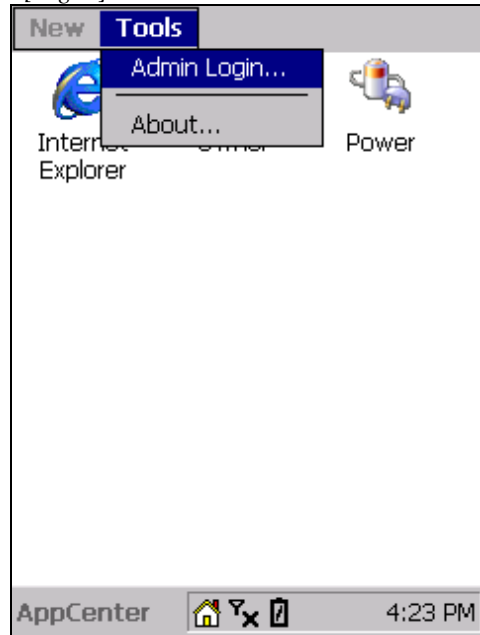 New Tools
Admin Login...
About...
Internet
Explorer
Power
AppCenter
4:23 PM